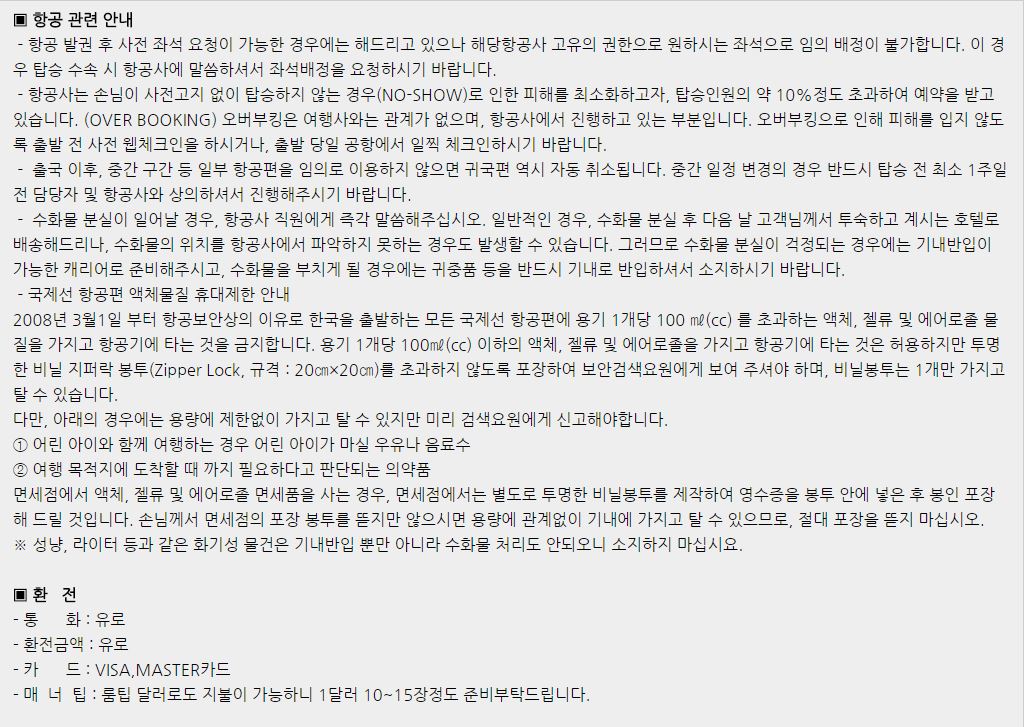 ▣ 항공 관련 안내
- 항공 발권 후 사전 좌석 요청이 가능한 경우에는 해드리고 있으나 해당항공사 고유의 권한으로 원하시는 좌석으로 임의 배정이 불가합니다. 이 경
우 탑승 수속 시 항공사에 말씀하셔서 좌석배정을 요청하시기 바랍니다.
- 항공사는 손님이 사전고지 없이 탑승하지 않는 경우(NO-SHOW)로 인한 피해를 최소화하고자, 탑승인원의 약 10%정도 초과하여 예약을 받고
있습니다. (OVER BOOKING) 오버부킹은 여행사와는 관계가 없으며, 항공사에서 진행하고 있는 부분입니다. 오버부킹으로 인해 피해를 입지 않도
록 출발 전 사전 웹체크인을 하시거나, 출발 당일 공항에서 일찍 체크인하시기 바랍니다.
- 출국 이후, 중간 구간 등 일부 항공편을 임의로 이용하지 않으면 귀국편 역시 자동 취소됩니다. 중간 일정 변경의 경우 반드시 탑승 전 최소 1주일
전 담당자 및 항공사와 상의하셔서 진행해주시기 바랍니다.
- 수화물 분실이 일어날 경우, 항공사 직원에게 즉각 말씀해주십시오. 일반적인 경우, 수화물 분실 후 다음 날 고객님께서 투숙하고 계시는 호텔로
배송해드리나, 수화물의 위치를 항공사에서 파악하지 못하는 경우도 발생할 수 있습니다. 그러므로 수화물 분실이 걱정되는 경우에는 기내반입이
가능한 캐리어로 준비해주시고, 수화물을 부치게 될 경우에는 귀중품 등을 반드시 기내로 반입하셔서 소지하시기 바랍니다.
- 국제선 항공편 액체물질 휴대제한 안내
2008년 3월1일 부터 항공보안상의 이유로 한국을 출발하는 모든 국제선 항공편에 용기 1개당 100 ㎖(cc) 를 초과하는 액체, 젤류 및 에어로졸 물
질을 가지고 항공기에 타는 것을 금지합니다. 용기 1개당 100㎖(cc) 이하의 액체, 젤류 및 에어로졸을 가지고 항공기에 타는 것은 허용하지만 투명
한 비닐 지퍼락 봉투(Zipper Lock, 규격 : 20㎝×20㎝)를 초과하지 않도록 포장하여 보안검색요원에게 보여 주셔야 하며, 비닐봉투는 1개만 가지고
탈 수 있습니다.
다만, 아래의 경우에는 용량에 제한없이 가지고 탈 수 있지만 미리 검색요원에게 신고해야합니다.
① 어린 아이와 함께 여행하는 경우 어린 아이가 마실 우유나 음료수
② 여행 목적지에 도착할 때 까지 필요하다고 판단되는 의약품
면세점에서 액체, 젤류 및 에어로졸 면세품을 사는 경우, 면세점에서는 별도로 투명한 비닐봉투를 제작하여 영수증을 봉투 안에 넣은 후 봉인 포장
해 드릴 것입니다. 손님께서 면세점의 포장 봉투를 뜯지만 않으시면 용량에 관계없이 기내에 가지고 탈 수 있으므로, 절대 포장을 뜯지 마십시오.
※ 성냥, 라이터 등과 같은 화기성 물건은 기내반입 뿐만 아니라 수화물 처리도 안되오니 소지하지 마십시요.
▣ 환 전
- 통 화 : 유로
- 환전금액 : 유로
- 카 드 : VISA,MASTER카드
- 매 너 팁 : 룸팁 달러로도 지불이 가능하니 1달러 10~15장정도 준비부탁드립니다.